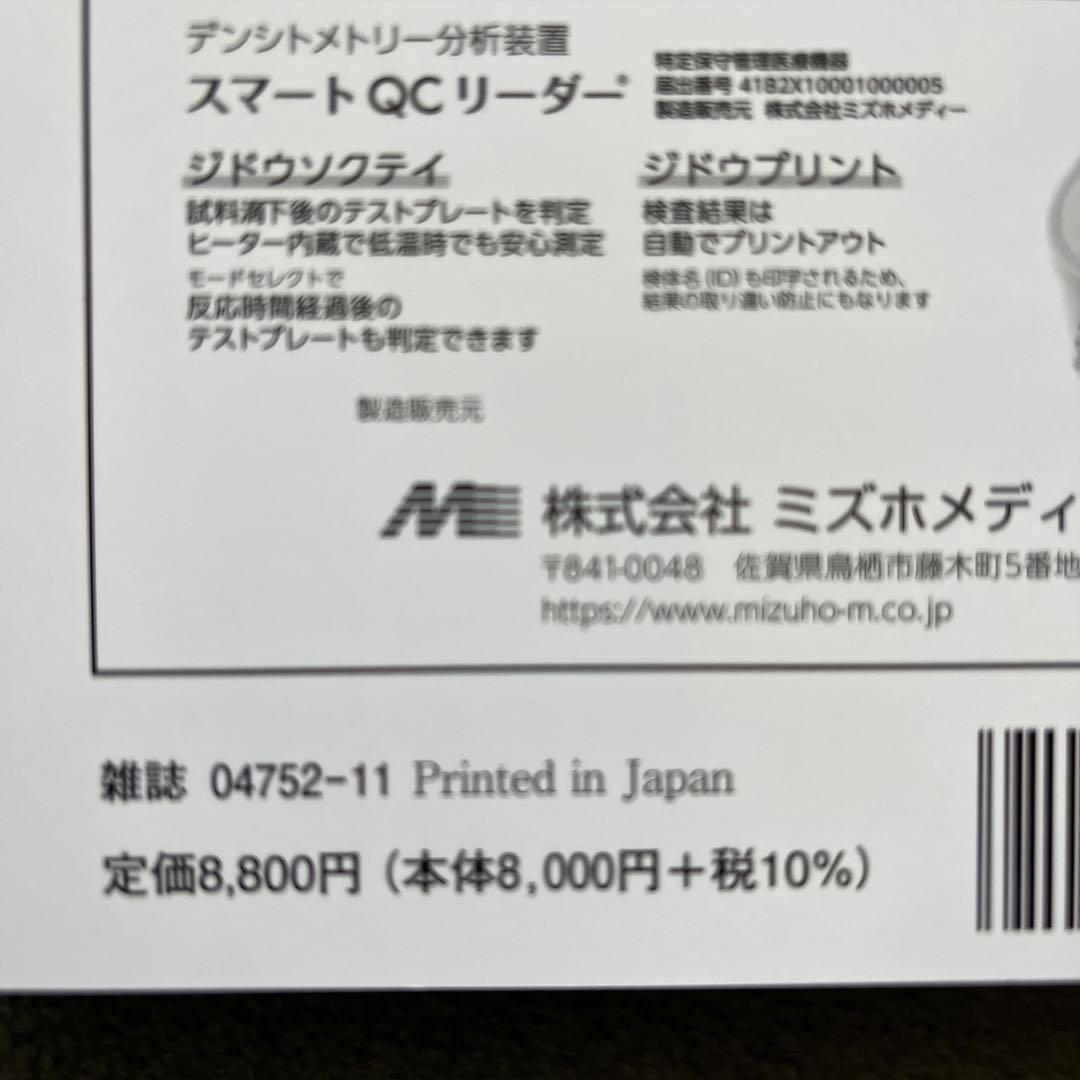 デンシトメトリー分析装置
スマートQCリーダー®
特定保守管理医療機器
届出番号 41B2X10001000005
製造販売元 株式会社ミズホメディー
ジドウソクテイ
試料滴下後のテストプレートを判定
ヒーター内蔵で低温時でも安心測定
モードセレクトで
反応時間経過後の
テストプレートも判定できます
ジドウプリント
検査結果は
自動でプリントアウト
検体名(ID)も印字されるため、
結果の取り違い防止にもなります
製造販売元
株式会社 ミズホメディ
〒841-0048 佐賀県鳥栖市藤木町5番地
https://www.mizuho-m.co.jp
雑誌 04752-11 Printed in Japan
定価8,800円(本体8,000円+税10%)